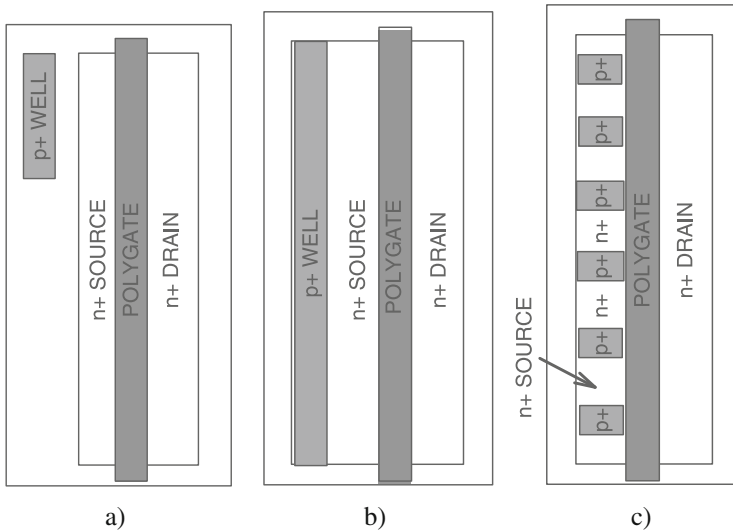 p+ WELL
n+ SOURCE
POLYGATE
n+ DRAIN
a)
p+ WELL
n+ SOURCE
POLYGATE
n+ DRAIN
b)
p+
p+
p+
n+
p+
n+
p+
p+
n+ SOURCE
POLYGATE
n+ DRAIN
c)